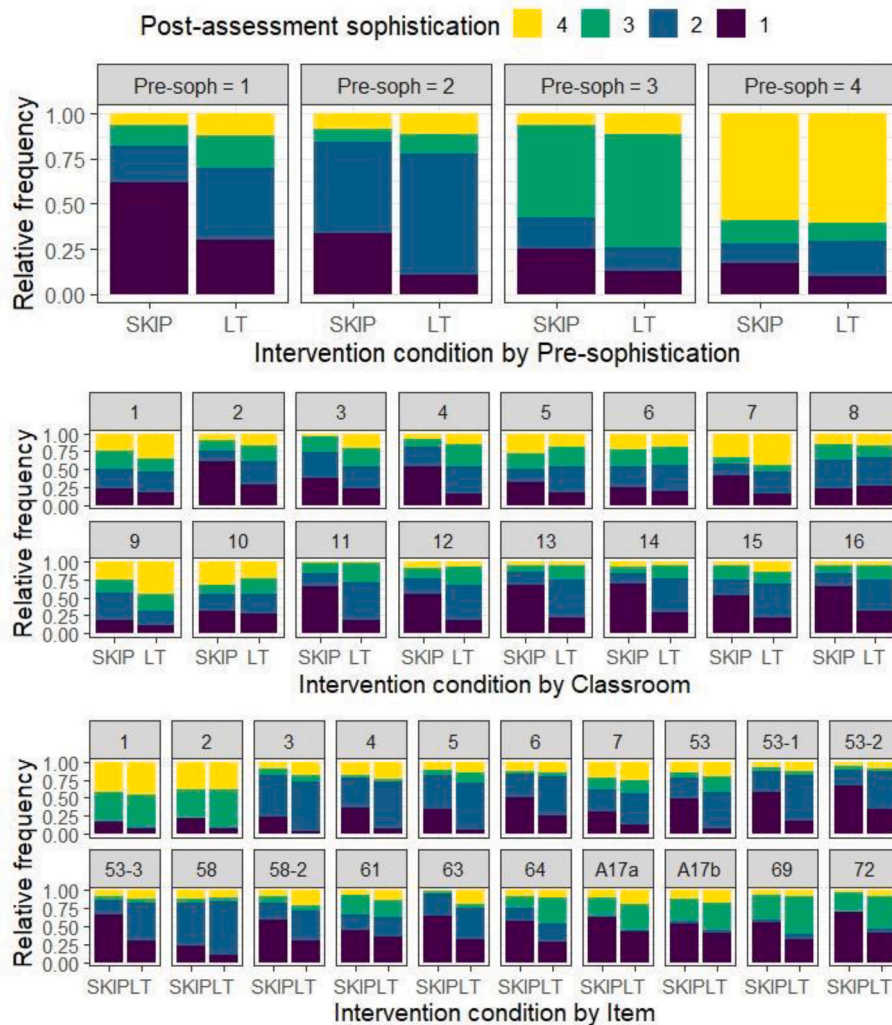 Post-assessment sophistication 4 3 2 1
Pre-soph = 1 Pre-soph = 2 Pre-soph = 3 Pre-soph = 4
Relative frequency
1.00
0.75
0.50
0.25
0.00
SKIP LT SKIP LT SKIP LT SKIP LT
Intervention condition by Pre-sophistication
1 2 3 4 5 6 7 8
Relative frequency
1.00
0.75
0.50
0.25
0.00
9 10 11 12 13 14 15 16
1.00
0.75
0.50
0.25
0.00
SKIP LT SKIP LT SKIP LT SKIP LT SKIP LT SKIP LT SKIP LT SKIP LT
Intervention condition by Classroom
1 2 3 4 5 6 7 53 53-1 53-2
Relative frequency
1.00
0.75
0.50
0.25
0.00
53-3 58 58-2 61 63 64 A17a A17b 69 72
1.00
0.75
0.50
0.25
0.00
SKIPLT SKIPLT SKIPLT SKIPLT SKIPLT SKIPLT SKIPLT SKIPLT SKIPLT SKIPLT
Intervention condition by Item